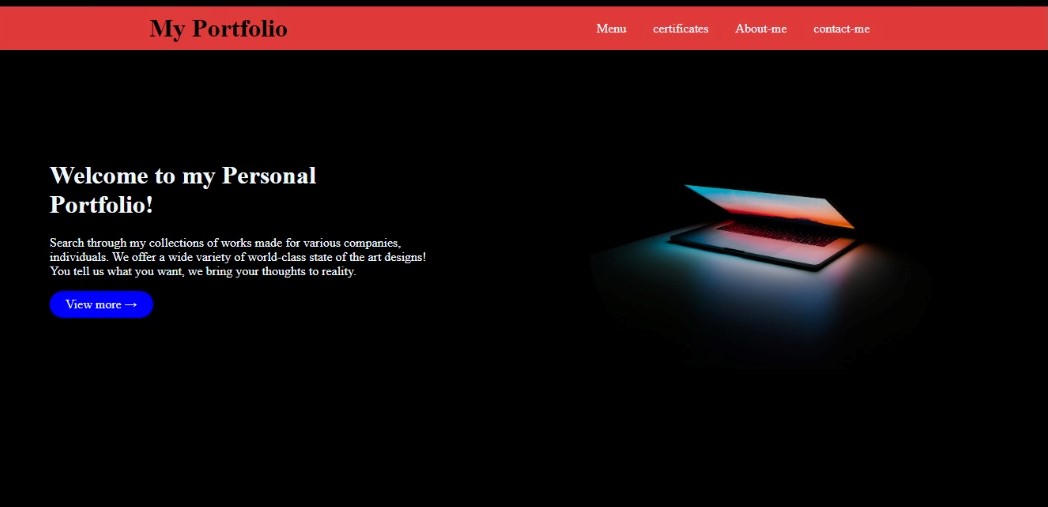 My Portfolio
Menu certificates About-me contact-me
Welcome to my Personal
Portfolio!
Search through my collections of works made for various companies,
individuals. We offer a wide variety of world-class state of the art designs!
You tell us what you want, we bring your thoughts to reality.
View more →